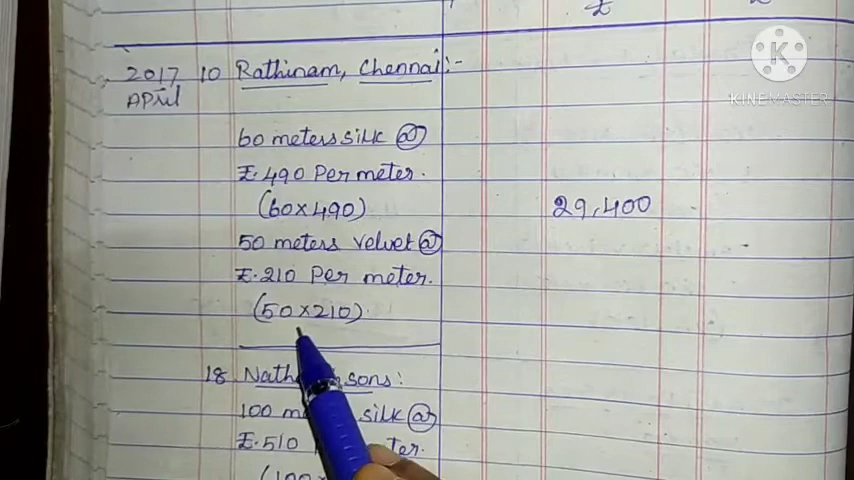 ₹ ₹
2017 10 Rathinam, Chennai:-
April
60 meters silk @
₹.490 Per meter.
(60×490) 29,400
50 meters velvet @
₹.210 Per meter.
(50×210).
18. sons:
100 silk @
₹.510
(100
K
KINEMASTER